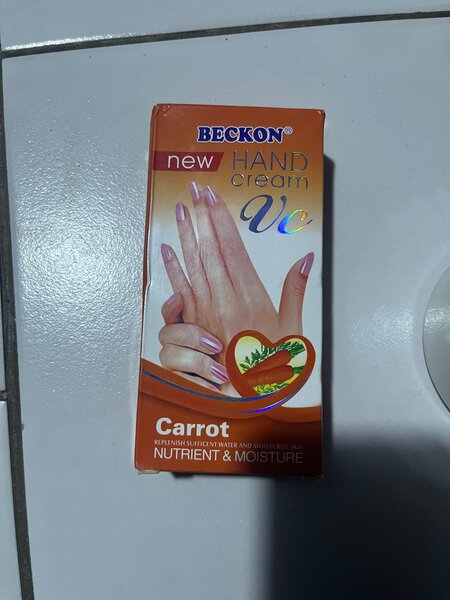 BECKON®
new HAND
cream
VC
Carrot
REPLENISH SUFFICENT WATER AND MOISTURIZE SKIN
NUTRIENT & MOISTURE